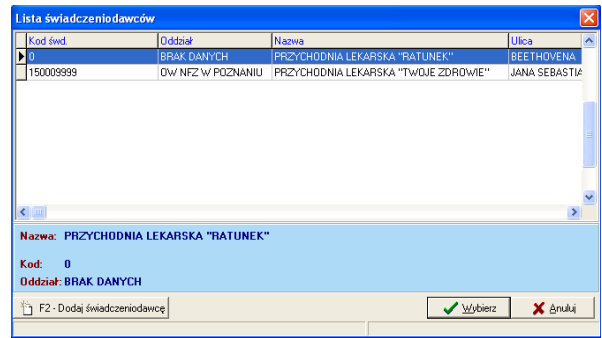 Lista świadczeniodawców
Kod śwd. Oddział Nazwa Ulica
0 BRAK DANYCH PRZYCHODNIA LEKARSKA "RATUNEK" BEETHOVENA
150009999 OW NFZ W POZNANIU PRZYCHODNIA LEKARSKA "TWOJE ZDROWIE" JANA SEBASTIA
Nazwa: PRZYCHODNIA LEKARSKA "RATUNEK"
Kod: 0
Oddział: BRAK DANYCH
F2 - Dodaj świadczeniodawcę Wybierz Anuluj